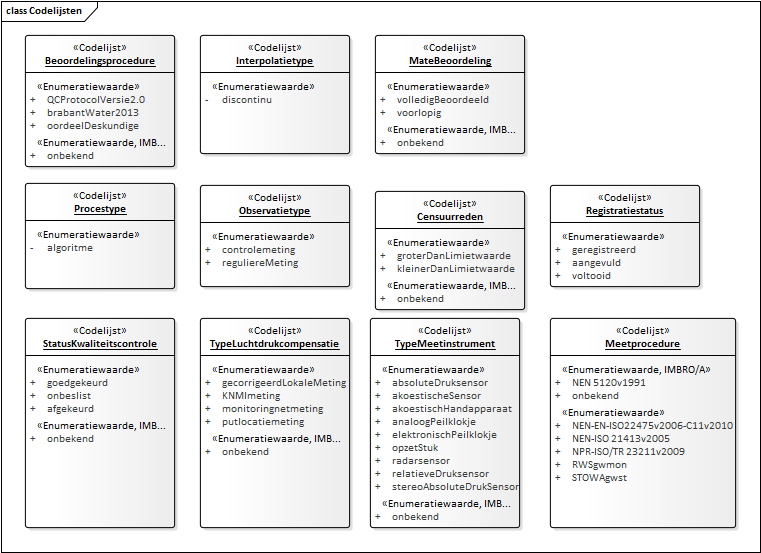 class Codelijsten
«Codelijst»
Beoordelingsprocedure
«Enumeratiewaarde»
+ QCProtocolVersie2.0
+ brabantWater2013
+ oordeelDeskundige
«Enumeratiewaarde, IMB...
+ onbekend
«Codelijst»
Interpolatietype
«Enumeratiewaarde»
- discontinu
«Codelijst»
MateBeoordeling
«Enumeratiewaarde»
+ volledigBeoordeeld
+ voorlopig
«Enumeratiewaarde, IMB...
+ onbekend
«Codelijst»
Procestype
«Enumeratiewaarde»
- algoritme
«Codelijst»
Observatietype
«Enumeratiewaarde»
+ controlemeting
+ reguliereMeting
«Codelijst»
Censuurreden
«Enumeratiewaarde»
+ groterDanLimietwaarde
+ kleinerDanLimietwaarde
«Enumeratiewaarde, IMB...
+ onbekend
«Codelijst»
Registratiestatus
«Enumeratiewaarde»
+ geregistreerd
+ aangevuld
+ voltooid
«Codelijst»
StatusKwaliteitscontrole
«Enumeratiewaarde»
+ goedgekeurd
+ onbeslist
+ afgekeurd
«Enumeratiewaarde, IMB...
+ onbekend
«Codelijst»
TypeLuchtdrukcompensatie
«Enumeratiewaarde»
+ gecorrigeerdLokaleMeting
+ KNMImeting
+ monitoringnetmeting
+ putlocatiemeting
«Enumeratiewaarde, IMB...
+ onbekend
«Codelijst»
TypeMeetinstrument
«Enumeratiewaarde»
+ absoluteDruksensor
+ akoestischeSensor
+ akoestischHandapparaat
+ analoogPeilklokje
+ elektronischPeilklokje
+ opzetStuk
+ radarsensor
+ relatieveDruksensor
+ stereoAbsoluteDrukSensor
«Enumeratiewaarde, IMB...
+ onbekend
«Codelijst»
Meetprocedure
«Enumeratiewaarde, IMBRO/A»
+ NEN 5120v1991
+ onbekend
«Enumeratiewaarde»
+ NEN-EN-ISO22475v2006-C11v2010
+ NEN-ISO 21413v2005
+ NPR-ISO/TR 23211v2009
+ RWSgwmon
+ STOWAgwst